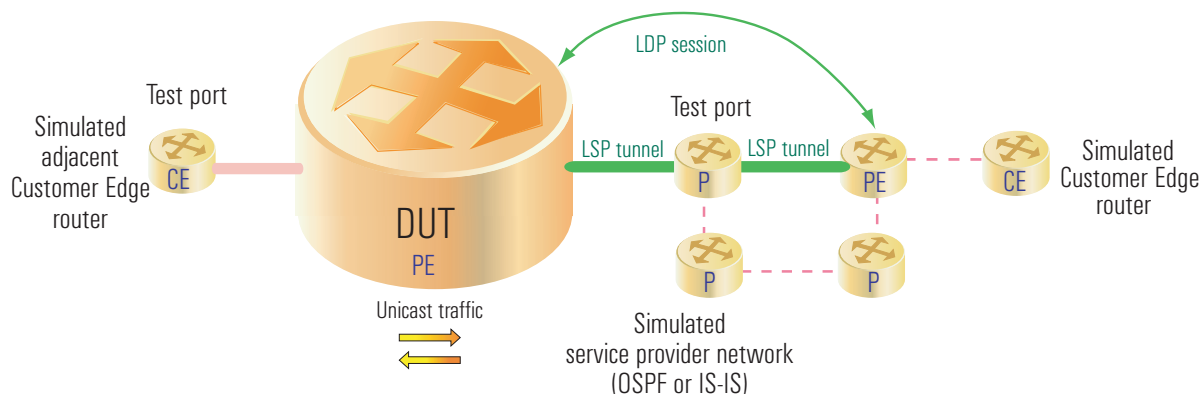 LDP session
Test port
Simulated
adjacent
Customer Edge
router
CE
DUT
PE
LSP tunnel
Test port
P
LSP tunnel
PE
CE
Simulated
Customer Edge
router
P
P
Unicast traffic
Simulated
service provider network
(OSPF or IS-IS)